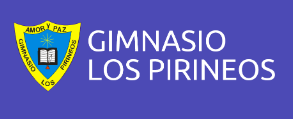 AMOR Y PAZ
GIMNASIO LOS PIRINEOS
GIMNASIO
LOS PIRINEOS